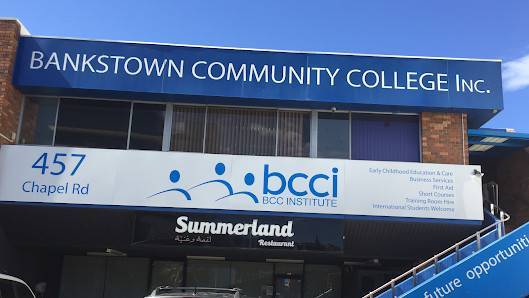 BANKSTOWN COMMUNITY COLLEGE INC.
457
Chapel Rd
bcci
BCC INSTITUTE
Early Childhood Education & Care
Business Services
First Aid
Short Courses
Training Room Hire
International Students Welcome
Summerland
Restaurant
future opportuniti